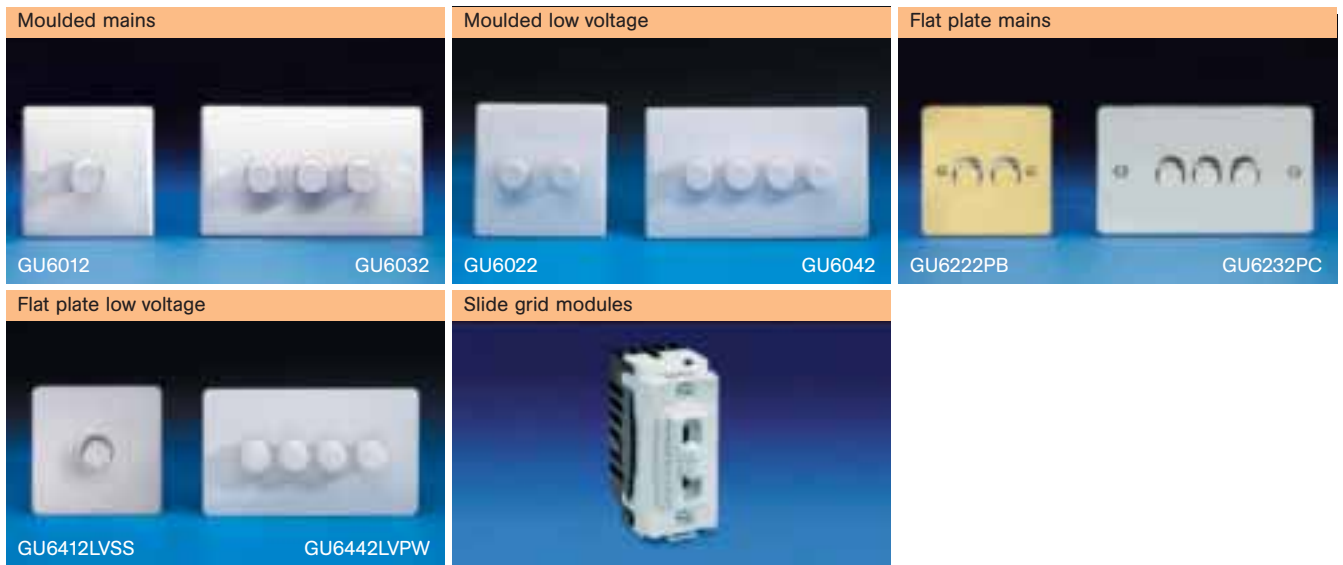 Moulded mains
GU6012
GU6032
Moulded low voltage
GU6022
GU6042
Flat plate mains
GU6222PB
GU6232PC
Flat plate low voltage
GU6412LVSS
GU6442LVPW
Slide grid modules